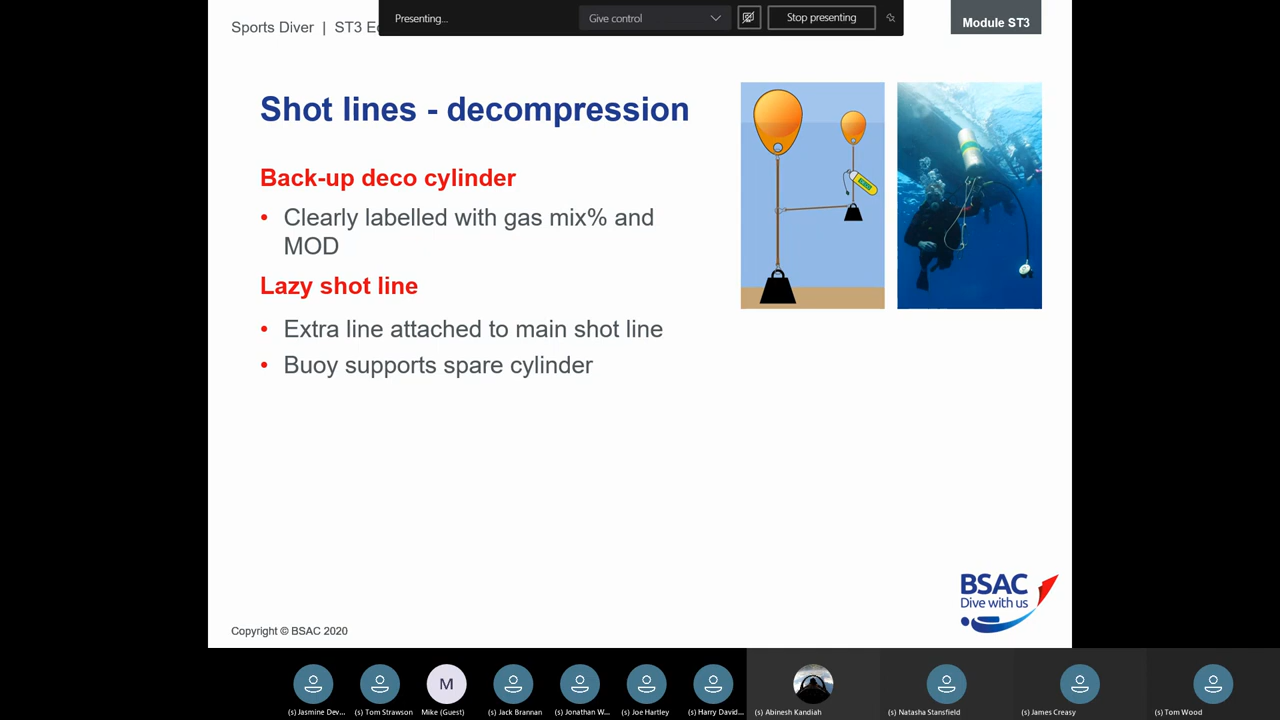 Sports Diver | ST3 E
Presenting...
Give control
Stop presenting
Module ST3
Shot lines - decompression
Back-up deco cylinder
• Clearly labelled with gas mix% and
MOD
Lazy shot line
• Extra line attached to main shot line
• Buoy supports spare cylinder
BSAC
Dive with us
Copyright © BSAC 2020
M
(s) Jasmine Dev...
(s) Tom Strawson
Mike (Guest)
(s) Jack Brannan
(s) Jonathan W...
(s) Joe Hartley
(s) Harry David...
(s) Abinesh Kandiah
(s) Natasha Stansfield
(s) James Creasy
(s) Tom Wood